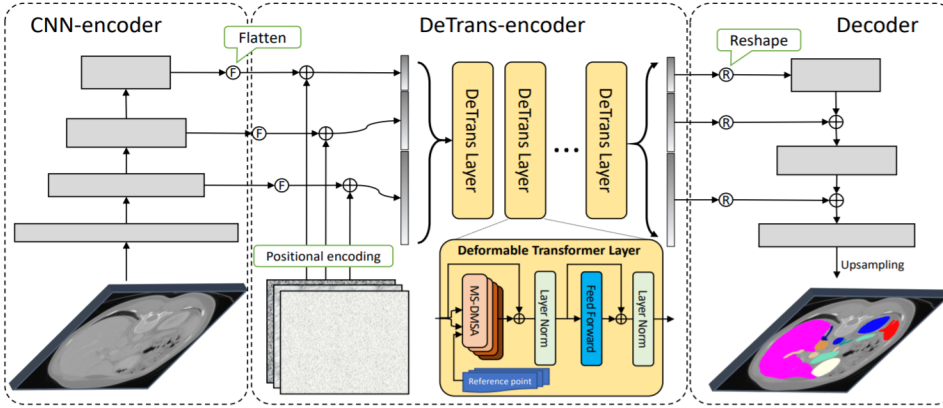 CNN-encoder
DeTrans-encoder
Decoder
Flatten
Reshape
F
F
F
R
R
R
DeTrans Layer
DeTrans Layer
DeTrans Layer
Positional encoding
Deformable Transformer Layer
MS-DMSA
Layer Norm
Feed Forward
Layer Norm
Reference point
Upsampling